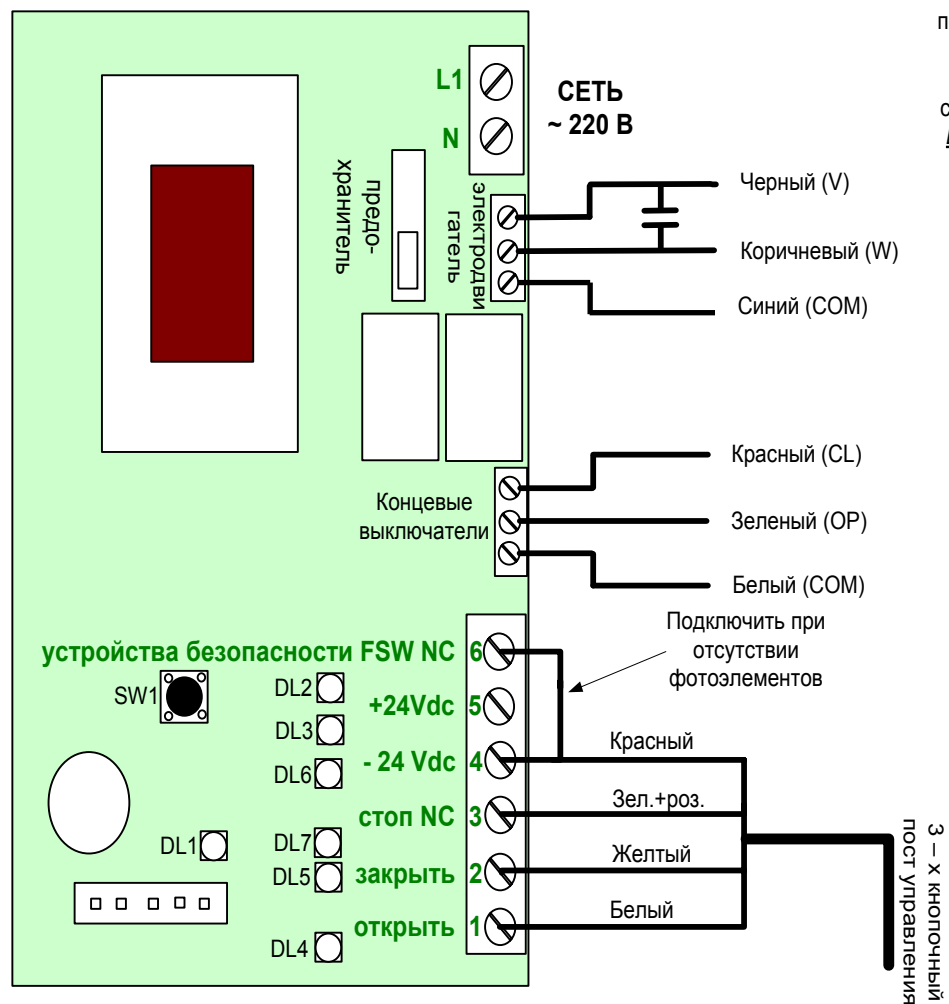 L1
N
СЕТЬ
~ 220 В
предо-
хранитель
электродви
гатель
Черный (V)
Коричневый (W)
Синий (COM)
Концевые
выключатели
Красный (CL)
Зеленый (OP)
Белый (COM)
Подключить при
отсутствии
фотоэлементов
устройства безопасности FSW NC 6
SW1
DL2
+24Vdc 5
DL3
- 24 Vdc 4
DL6
Красный
стоп NC 3
Зел.+роз.
DL1
DL7
DL5
закрыть 2
Желтый
открыть 1
Белый
DL4
3 – х кнопочный
пост управления
п
с